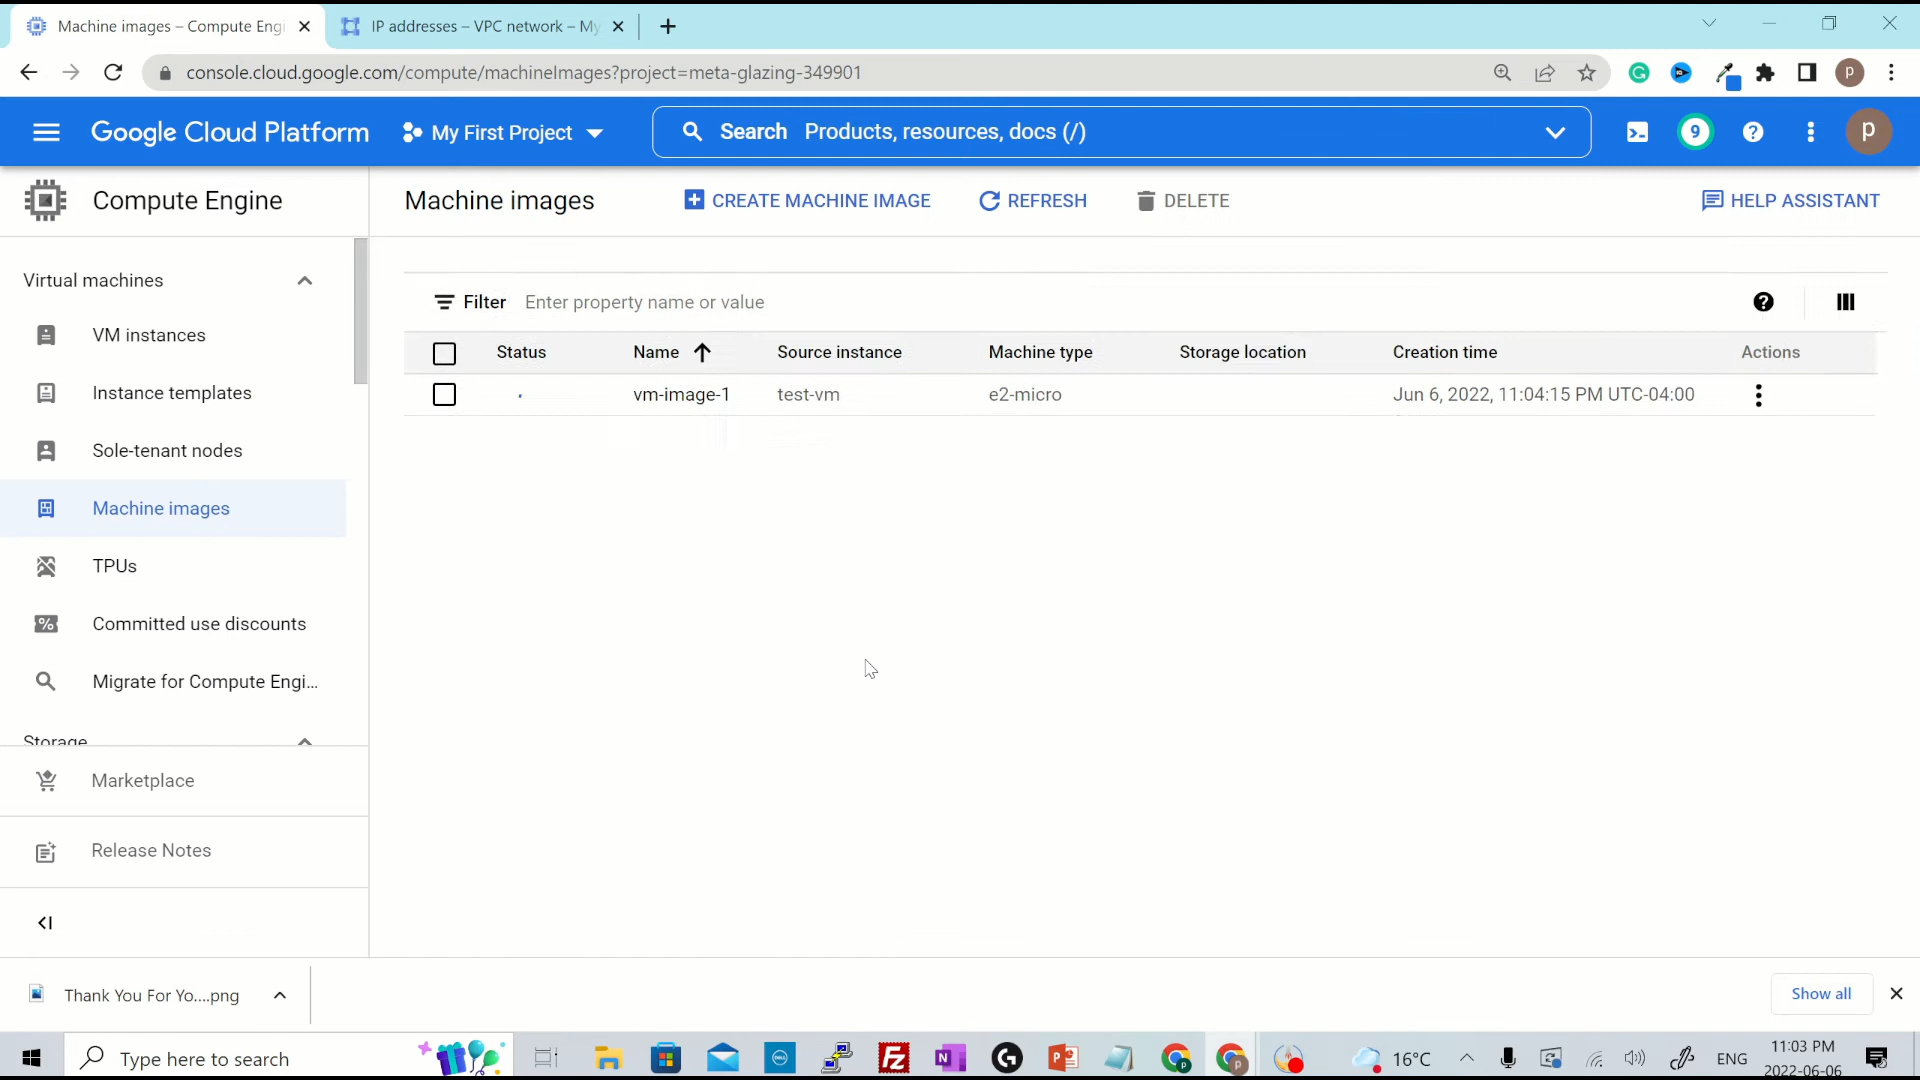 Machine images – Compute Engi
IP addresses – VPC network – My
console.cloud.google.com/compute/machineImages?project=meta-glazing-349901
P
Google Cloud Platform
My First Project
Search Products, resources, docs (/)
9
p
Compute Engine
Machine images
CREATE MACHINE IMAGE
REFRESH
DELETE
HELP ASSISTANT
Virtual machines
VM instances
Instance templates
Sole-tenant nodes
Machine images
TPUs
Committed use discounts
Migrate for Compute Engi...
Storage
Marketplace
Release Notes
Filter Enter property name or value
Status Name Source instance Machine type Storage location Creation time Actions
vm-image-1 test-vm e2-micro Jun 6, 2022, 11:04:15 PM UTC-04:00
Thank You For Yo....png
Show all
Type here to search
16°C
ENG
11:03 PM
2022-06-06